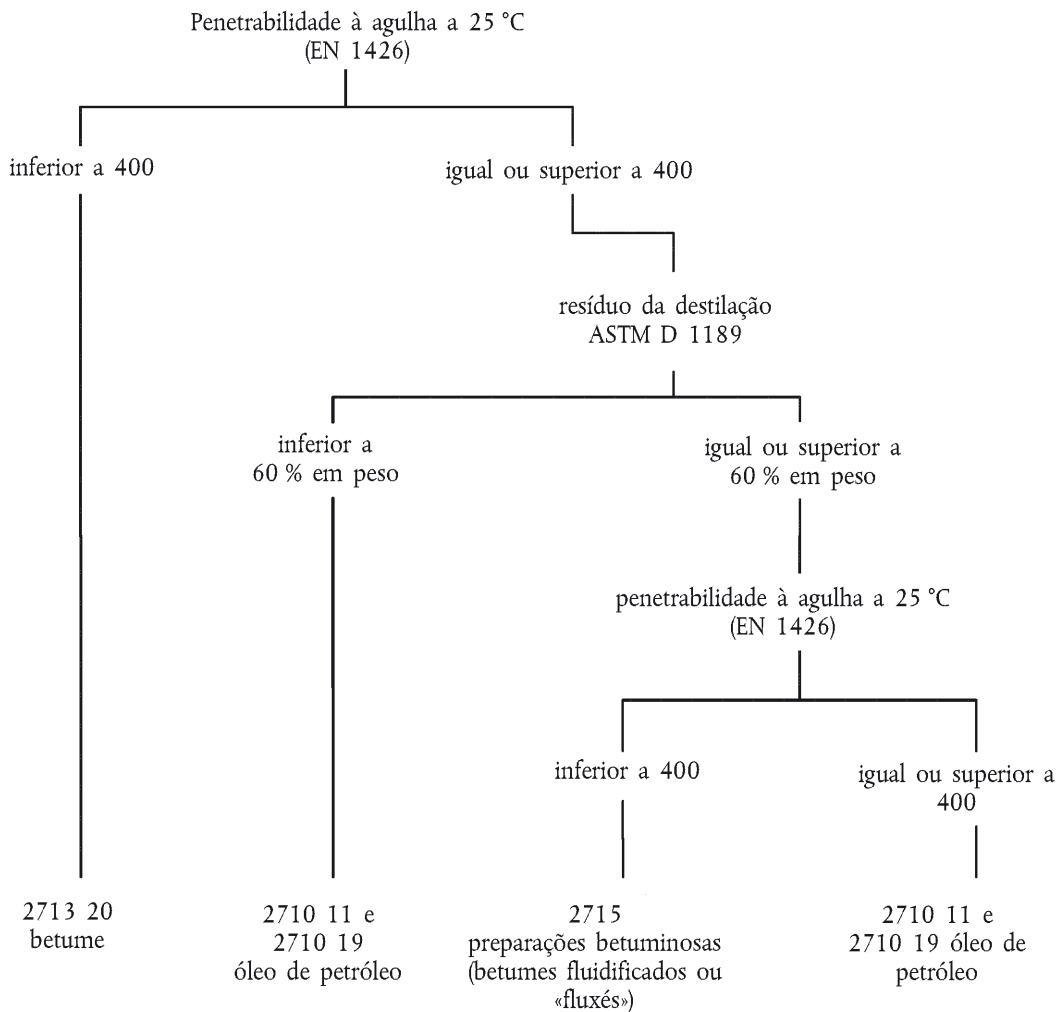 Penetrabilidade à agulha a 25 °C
(EN 1426)
inferior a 400
igual ou superior a 400
resíduo da destilação
ASTM D 1189
inferior a
60 % em peso
igual ou superior a
60 % em peso
penetrabilidade à agulha a 25 °C
(EN 1426)
inferior a 400
igual ou superior a
400
2713 20
betume
2710 11 e
2710 19
óleo de petróleo
2715
preparações betuminosas
(betumes fluidificados ou
«fluxés»)
2710 11 e
2710 19 óleo de
petróleo